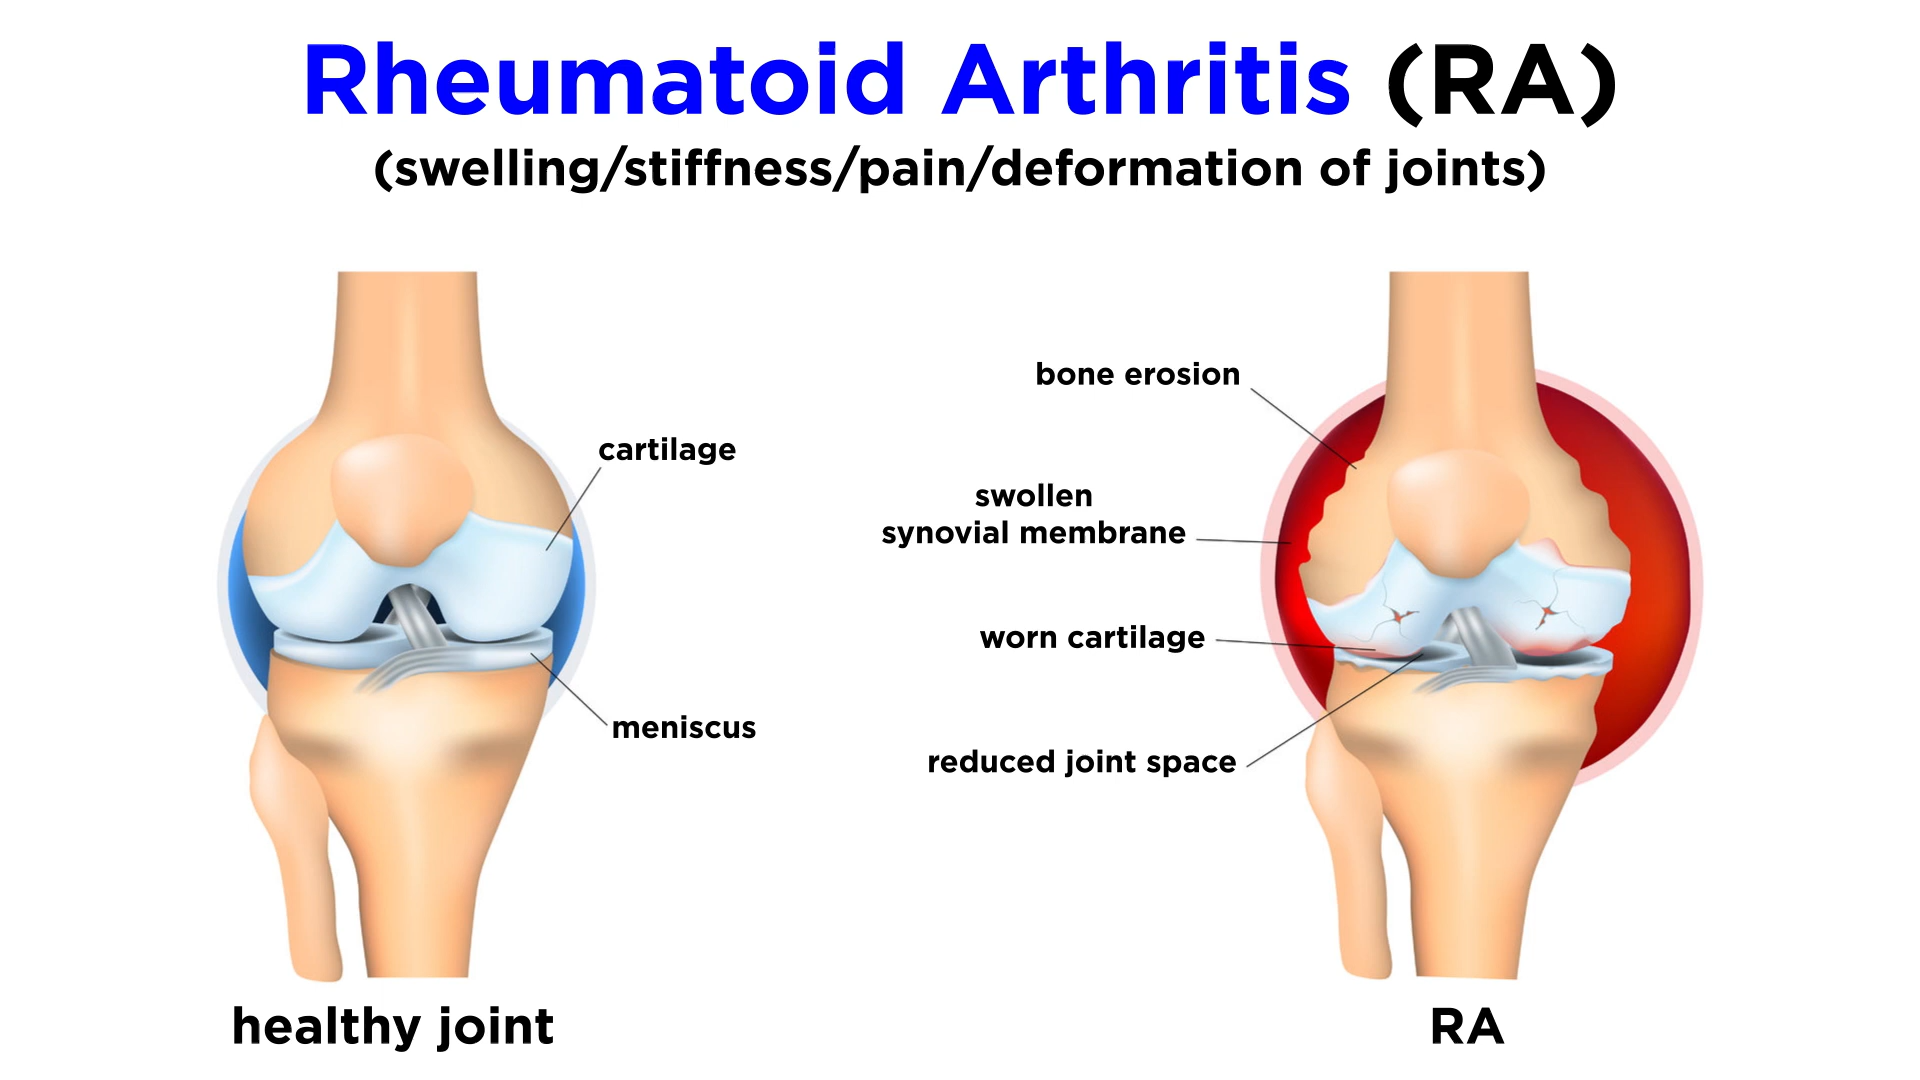 Rheumatoid Arthritis (RA)
(swelling/stiffness/pain/deformation of joints)
cartilage
meniscus
healthy joint
bone erosion
swollen
synovial membrane
worn cartilage
reduced joint space
RA